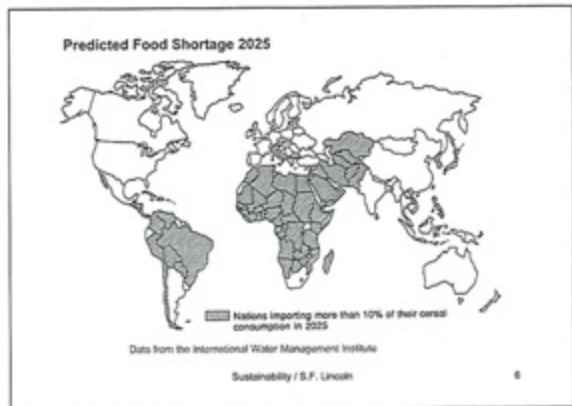 Predicted Food Shortage 2025
Nations importing more than 10% of their cereal
consumption in 2025
Data from the International Water Management Institute
Sustainability / S.F. Lincoln
6